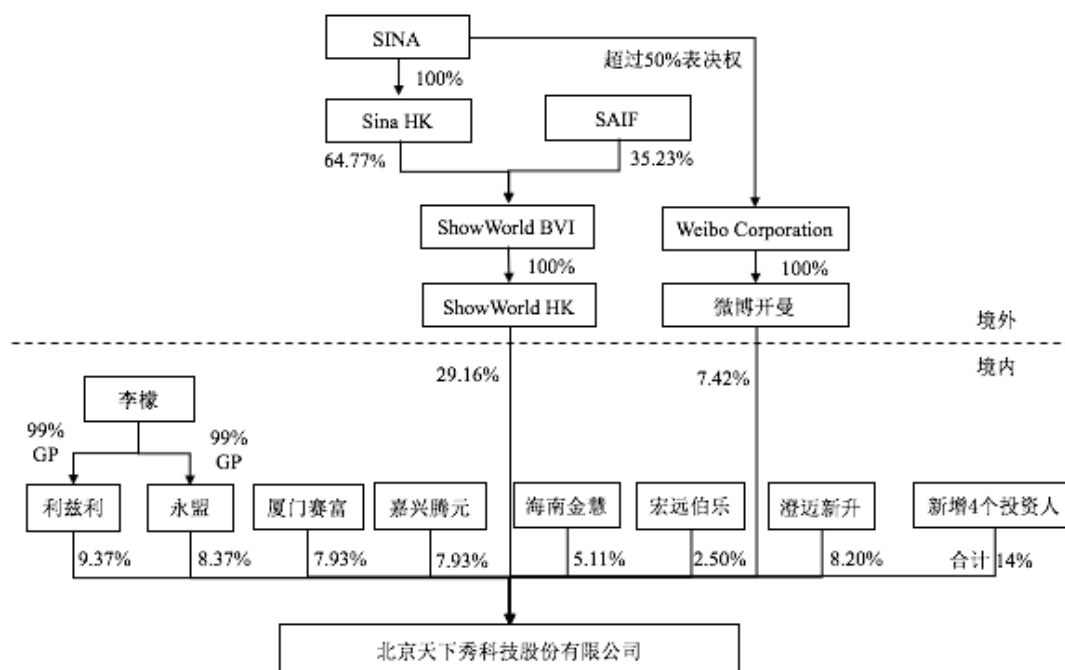 SINA
超过50%表决权
100%
Sina HK
SAIF
64.77%
35.23%
ShowWorld BVI
Weibo Corporation
100%
100%
ShowWorld HK
微博开曼
境外
境内
29.16%
7.42%
李檬
99%
GP
99%
GP
利兹利
永盟
厦门赛富
嘉兴腾元
海南金慧
宏远伯乐
澄迈新升
新增4个投资人
9.37%
8.37%
7.93%
7.93%
5.11%
2.50%
8.20%
合计 14%
北京天下秀科技股份有限公司